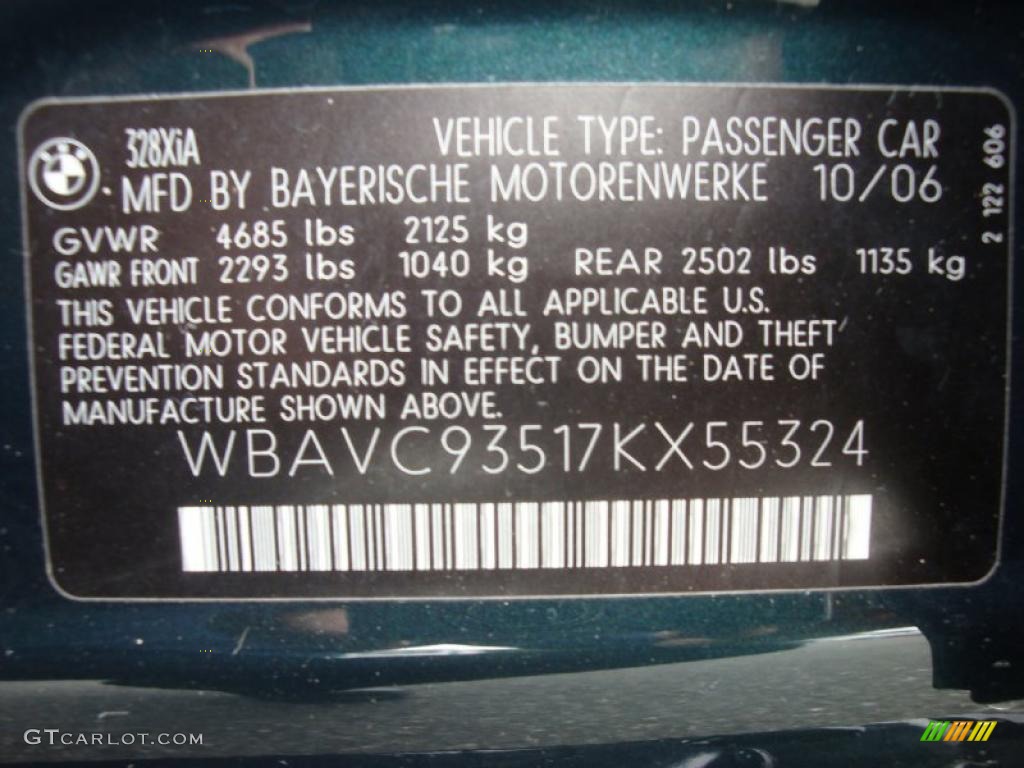 328XiA VEHICLE TYPE: PASSENGER CAR
MFD BY BAYERISCHE MOTORENWERKE 10/06
GVWR 4685 lbs 2125 kg
GAWR FRONT 2293 lbs 1040 kg REAR 2502 lbs 1135 kg
THIS VEHICLE CONFORMS TO ALL APPLICABLE U.S.
FEDERAL MOTOR VEHICLE SAFETY, BUMPER AND THEFT
PREVENTION STANDARDS IN EFFECT ON THE DATE OF
MANUFACTURE SHOWN ABOVE.
WBAVC93517KX55324
2 122 606
GTCARLOT.COM